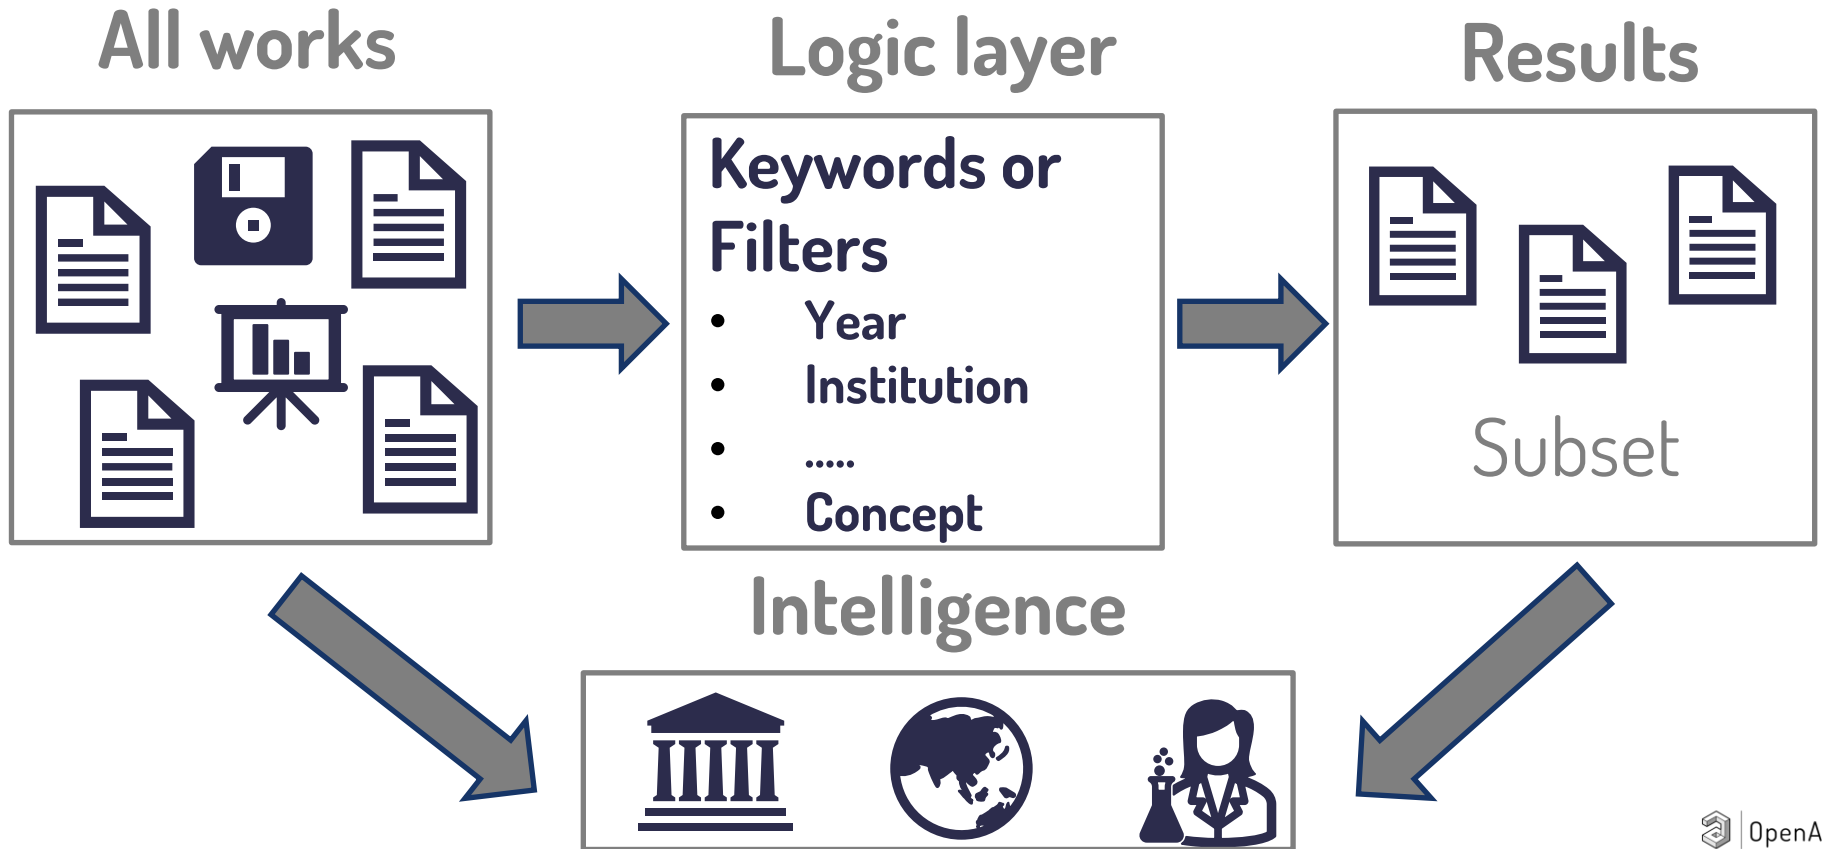 All works
Logic layer
Results
Keywords or
Filters
• Year
• Institution
• .....
• Concept
Subset
Intelligence
OpenA